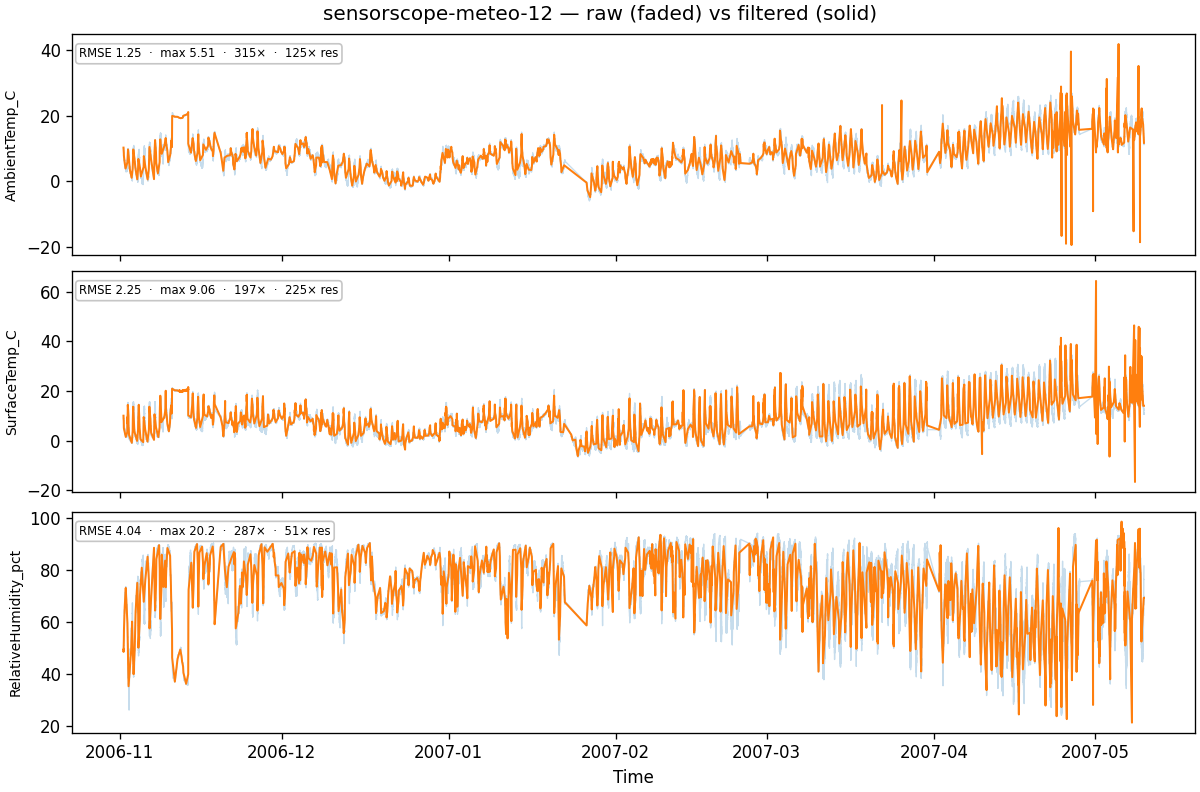 sensorscope-meteo-12 — raw (faded) vs filtered (solid)
AmbientTemp_C
40
20
0
−20
RMSE 1.25 · max 5.51 · 315× · 125× res
SurfaceTemp_C
60
40
20
0
−20
RMSE 2.25 · max 9.06 · 197× · 225× res
RelativeHumidity_pct
100
80
60
40
20
RMSE 4.04 · max 20.2 · 287× · 51× res
2006-11 2006-12 2007-01 2007-02 2007-03 2007-04 2007-05
Time